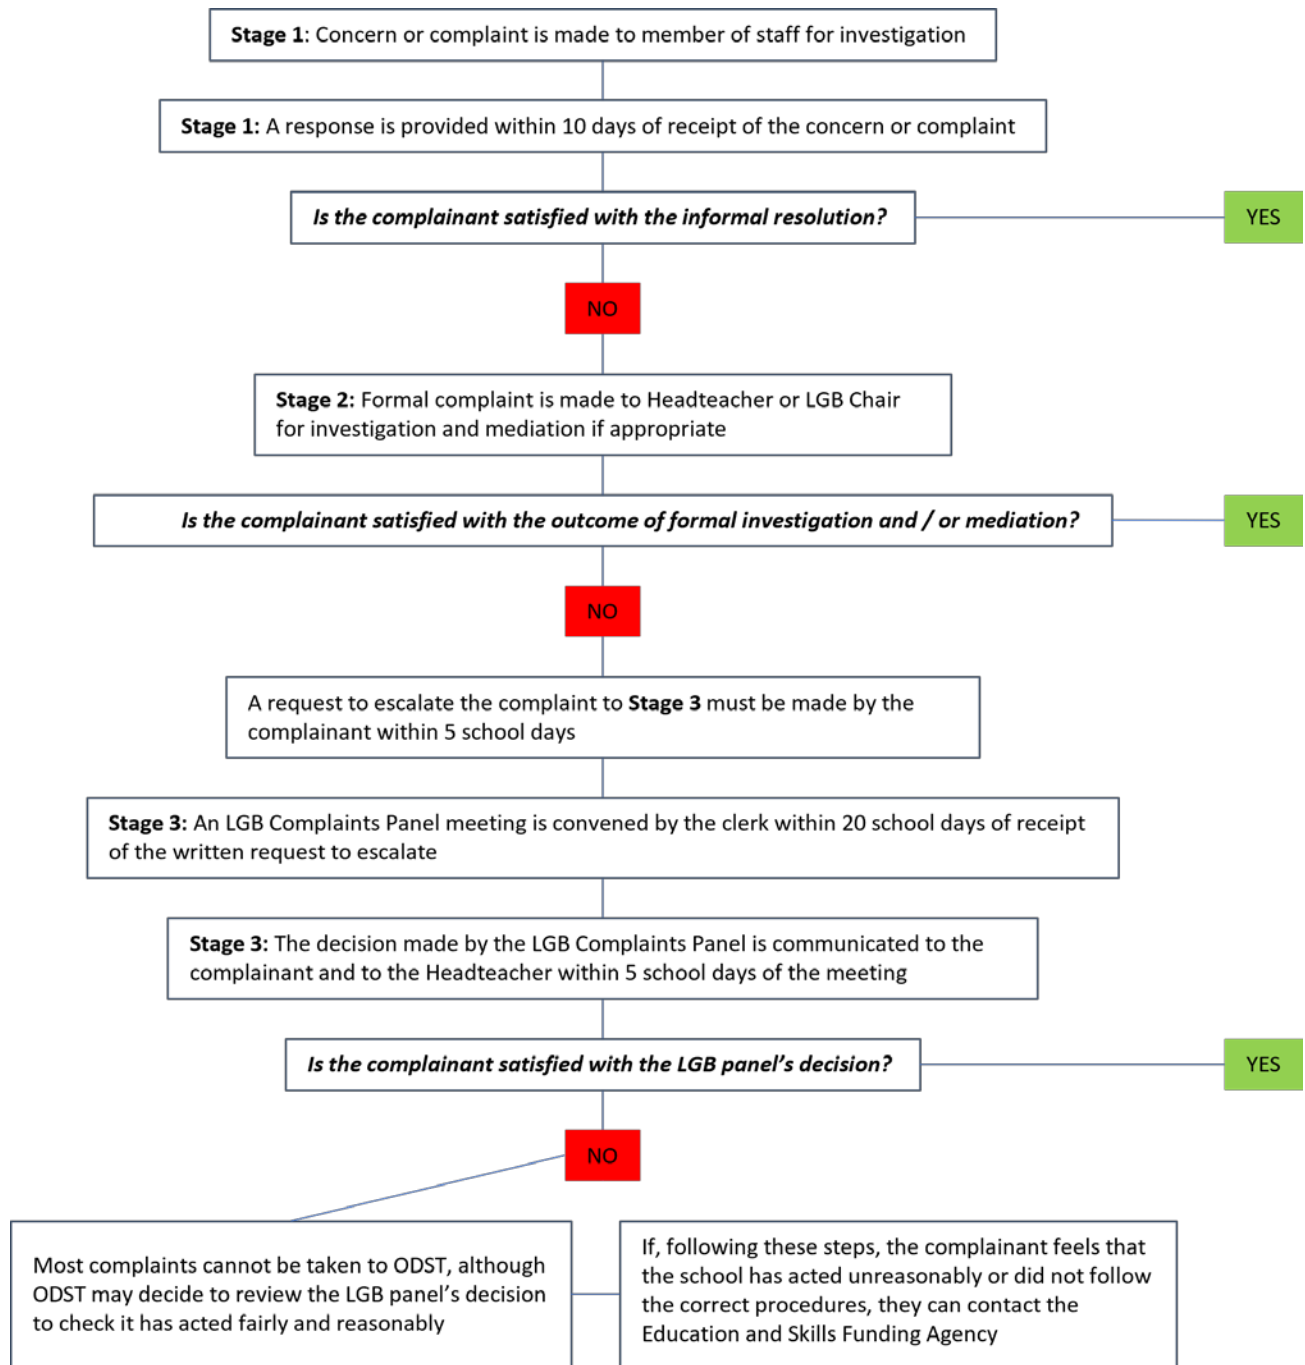 Stage 1: Concern or complaint is made to member of staff for investigation
Stage 1: A response is provided within 10 days of receipt of the concern or complaint
Is the complainant satisfied with the informal resolution?
YES
NO
Stage 2: Formal complaint is made to Headteacher or LGB Chair
for investigation and mediation if appropriate
Is the complainant satisfied with the outcome of formal investigation and / or mediation?
YES
NO
A request to escalate the complaint to Stage 3 must be made by the
complainant within 5 school days
Stage 3: An LGB Complaints Panel meeting is convened by the clerk within 20 school days of receipt
of the written request to escalate
Stage 3: The decision made by the LGB Complaints Panel is communicated to the
complainant and to the Headteacher within 5 school days of the meeting
Is the complainant satisfied with the LGB panel’s decision?
YES
NO
Most complaints cannot be taken to ODST, although
ODST may decide to review the LGB panel’s decision
to check it has acted fairly and reasonably
If, following these steps, the complainant feels that
the school has acted unreasonably or did not follow
the correct procedures, they can contact the
Education and Skills Funding Agency